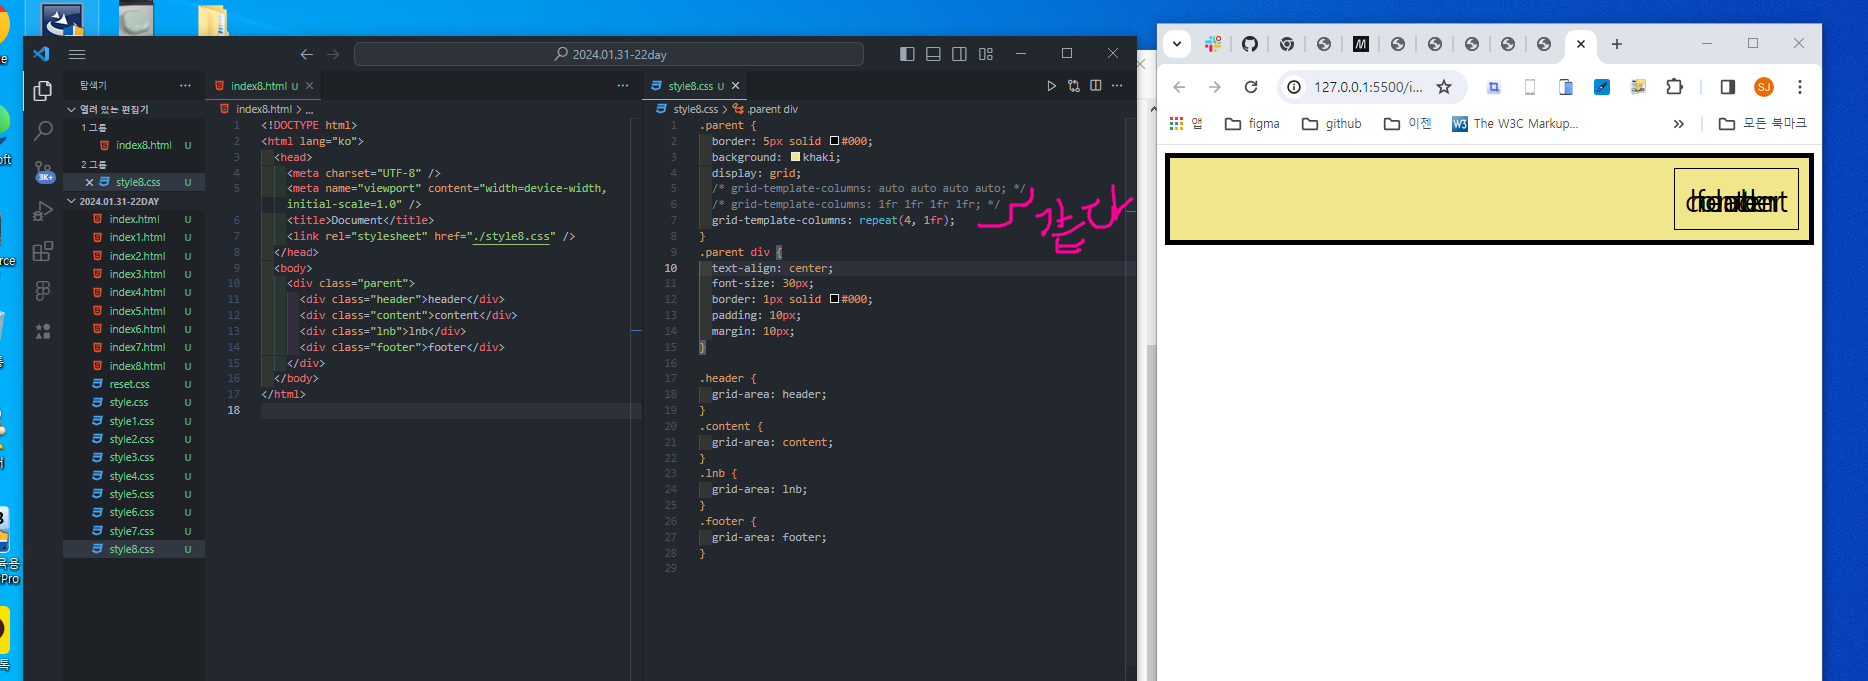 2024.01.31-22day
탐색기
열려 있는 편집기
1 그룹
index8.html U
2 그룹
style8.css U
2024.01.31-22DAY
index.html U
index1.html U
index2.html U
index3.html U
index4.html U
index5.html U
index6.html U
index7.html U
index8.html U
reset.css U
style.css U
style1.css U
style2.css U
style3.css U
style4.css U
style5.css U
style6.css U
style7.css U
style8.css U
3K+
index8.html U
index8.html > ...
1 <!DOCTYPE html>
2 <html lang="ko">
3 <head>
4 <meta charset="UTF-8" />
5 <meta name="viewport" content="width=device-width,
initial-scale=1.0" />
6 <title>Document</title>
7 <link rel="stylesheet" href="./style8.css" />
8 </head>
9 <body>
10 <div class="parent">
11 <div class="header">header</div>
12 <div class="content">content</div>
13 <div class="lnb">lnb</div>
14 <div class="footer">footer</div>
15 </div>
16 </body>
17 </html>
18
style8.css U
style8.css > .parent div
1 .parent {
2 border: 5px solid #000;
3 background: khaki;
4 display: grid;
5 /* grid-template-columns: auto auto auto auto; */
6 /* grid-template-columns: 1fr 1fr 1fr 1fr; */
7 grid-template-columns: repeat(4, 1fr);
8 }
9 .parent div {
10 text-align: center;
11 font-size: 30px;
12 border: 1px solid #000;
13 padding: 10px;
14 margin: 10px;
15 }
16
17 .header {
18 grid-area: header;
19 }
20 .content {
21 grid-area: content;
22 }
23 .lnb {
24 grid-area: lnb;
25 }
26 .footer {
27 grid-area: footer;
28 }
29
같다
127.0.0.1:5500/i...
SJ
앱
figma
github
이젠
W3 The W3C Markup...
모든 북마크